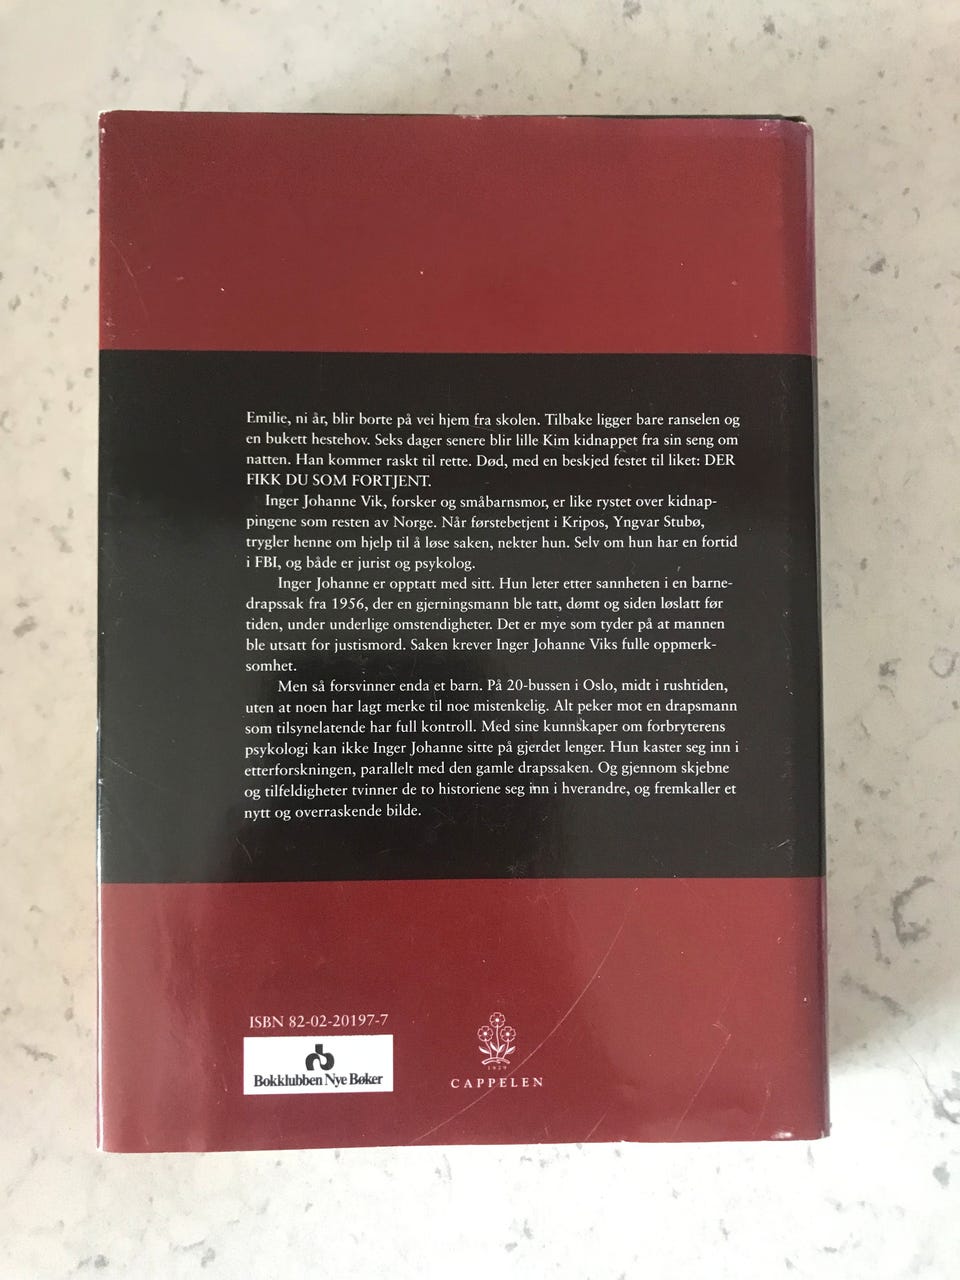 Emilie, ni år, blir borte på vei hjem fra skolen. Tilbake ligger bare ranselen og
en bukett hestehov. Seks dager senere blir lille Kim kidnappet fra sin seng om
natten. Han kommer raskt til rette. Død, med en beskjed festet til liket: DER
FIKK DU SOM FORTJENT.
Inger Johanne Vik, forsker og småbarnsmor, er like rystet over kidnap-
pingene som resten av Norge. Når førstebetjent i Kripos, Yngvar Stubø,
trygler henne om hjelp til å løse saken, nekter hun. Selv om hun har en fortid
i FBI, og både er jurist og psykolog.
Inger Johanne er opptatt med sitt. Hun leter etter sannheten i en barne-
drapssak fra 1956, der en gjerningsmann ble tatt, dømt og siden løslatt før
tiden, under underlige omstendigheter. Det er mye som tyder på at mannen
ble utsatt for justismord. Saken krever Inger Johanne Viks fulle oppmerk-
somhet.
Men så forsvinner enda et barn. På 20-bussen i Oslo, midt i rushtiden,
uten at noen har lagt merke til noe mistenkelig. Alt peker mot en drapsmann
som tilsynelatende har full kontroll. Med sine kunnskaper om forbryterens
psykologi kan ikke Inger Johanne sitte på gjerdet lenger. Hun kaster seg inn i
etterforskningen, parallelt med den gamle drapssaken. Og gjennom skjebne
og tilfeldigheter tvinner de to historiene seg inn i hverandre, og fremkaller et
nytt og overraskende bilde.
ISBN 82-02-20197-7
Bokklubben Nye Bøker
1829
CAPPELEN